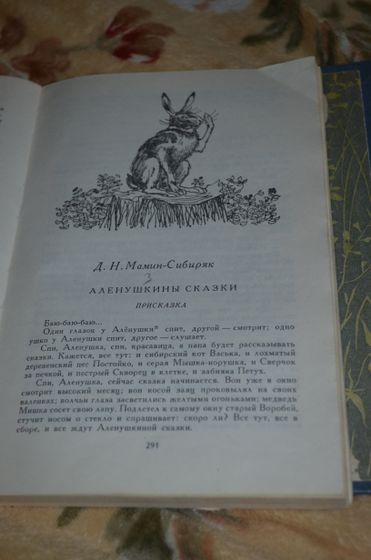 Д. Н. Мамин-Сибиряк
3
АЛЕНУШКИНЫ СКАЗКИ
ПРИСКАЗКА
Баю-баю-баю...
Один глазок у Алёнушки* спит, другой — смотрит; одно
ушко у Аленушки спит, другое — слушает.
Спи, Аленушка, спи, красавица, а папа будет рассказывать
сказки. Кажется, все тут: и сибирский кот Васька, и лохматый
деревенский пес Постойко, и серая Мышка-норушка, и Сверчок
за печкой, и пестрый Скворец в клетке, и забияка Петух.
Спи, Аленушка, сейчас сказка начинается. Вон уже в окно
смотрит высокий месяц; вон косой заяц проковылял на своих
валенках; волчьи глаза засветились желтыми огоньками; медведь
Мишка сосет свою лапу. Подлетел к самому окну старый Воробей,
стучит носом о стекло и спрашивает: скоро ли? Все тут, все в
сборе, и все ждут Аленушкиной сказки.
291